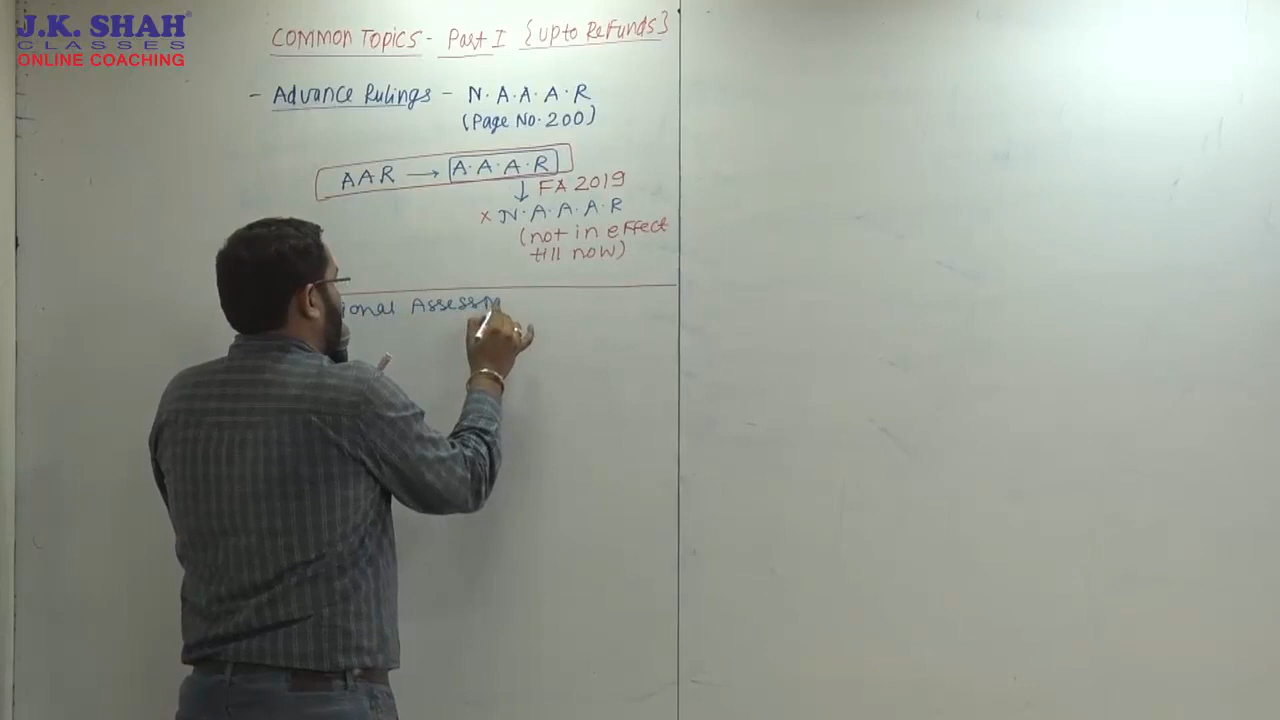 J.K. SHAH®
CLASSES
ONLINE COACHING
COMMON TOPICS - Part I {upto Refunds}
- Advance Rulings - N.A.A.A.R
(Page No. 200)
AAR → A.A.A.R
↓ FA 2019
x N.A.A.A.R
(not in effect
till now)
ional Assessm